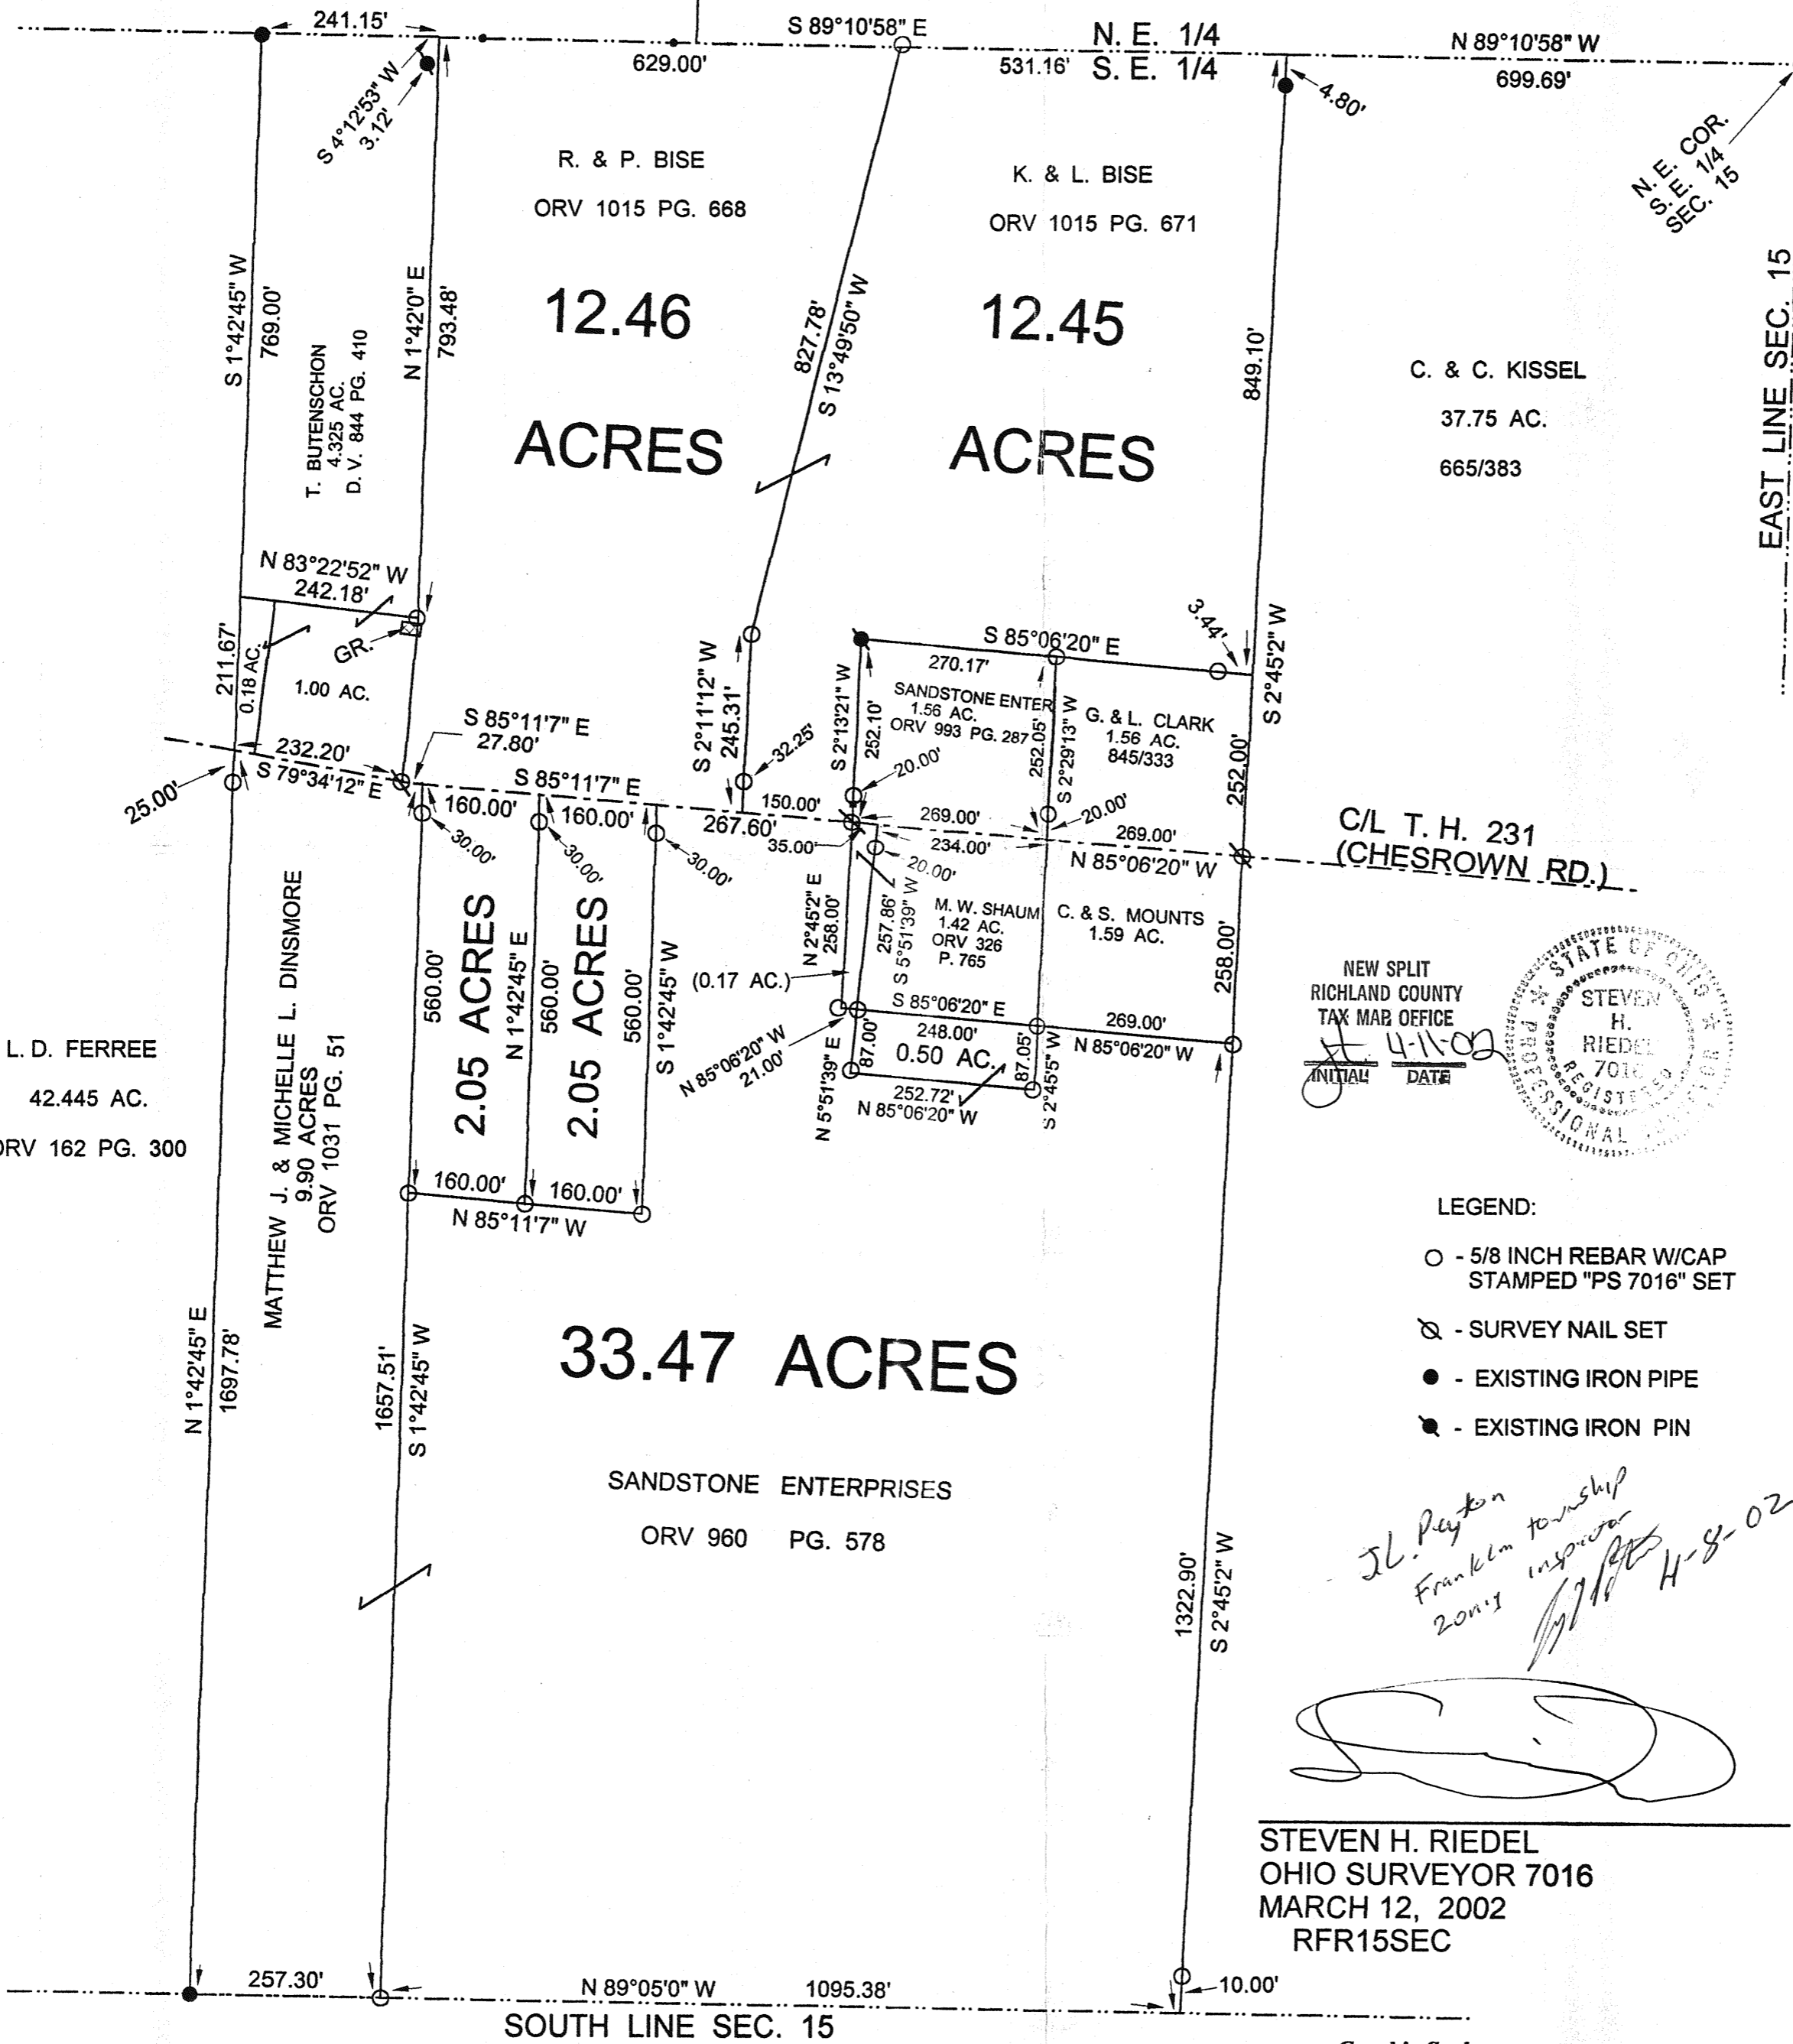 241.15'
S 89°10'58" E
N. E. 1/4
N 89°10'58" W
629.00'
531.16'
S. E. 1/4
699.69'
S 4°12'53" W
3.12'
4.80'
N. E. COR.
S. E. 1/4
SEC. 15
R. & P. BISE
ORV 1015 PG. 668
K. & L. BISE
ORV 1015 PG. 671
S 1°42'45" W
769.00'
N 1°42'0" E
793.48'
12.46
ACRES
827.78'
S 13°49'50" W
12.45
ACRES
849.10'
C. & C. KISSEL
37.75 AC.
665/383
EAST LINE SEC. 15
T. BUTENSCHON
4.325 AC.
D. V. 844 PG. 410
N 83°22'52" W
242.18'
GR.
211.67'
0.18 AC.
1.00 AC.
S 85°11'7" E
27.80'
232.20'
S 79°34'12" E
25.00'
S 2°11'12" W
245.31'
32.25'
S 2°13'21" W
252.10'
S 85°06'20" E
270.17'
3.44'
SANDSTONE ENTER
1.56 AC.
ORV 993 PG. 287
252.05'
S 2°29'13" W
G. & L. CLARK
1.56 AC.
845/333
252.00'
S 2°45'2" W
20.00'
20.00'
S 85°11'7" E
160.00'
160.00'
267.60'
150.00'
35.00'
269.00'
234.00'
269.00'
N 85°06'20" W
30.00'
30.00'
30.00'
20.00'
C/L T. H. 231
(CHESROWN RD.)
560.00'
2.05 ACRES
N 1°42'45" E
560.00'
2.05 ACRES
560.00'
S 1°42'45" W
N 2°45'2" E
258.00'
257.86'
S 5°51'39" W
M. W. SHAUM
1.42 AC.
ORV 326
P. 765
C. & S. MOUNTS
1.59 AC.
258.00'
(0.17 AC.)
S 85°06'20" E
248.00'
269.00'
N 85°06'20" W
N 85°06'20" W
21.00'
N 5°51'39" E
87.00'
0.50 AC.
87.05'
S 2°45'5" W
252.72'
N 85°06'20" W
NEW SPLIT
RICHLAND COUNTY
TAX MAP OFFICE
4-11-02
INITIAL DATE
STATE OF OHIO
STEVEN
H.
RIEDEL
7016
REGISTERED
PROFESSIONAL
L. D. FERREE
42.445 AC.
ORV 162 PG. 300
MATTHEW J. & MICHELLE L. DINSMORE
9.90 ACRES
ORV 1031 PG. 51
160.00'
160.00'
N 85°11'7" W
LEGEND:
- 5/8 INCH REBAR W/CAP
STAMPED "PS 7016" SET
- SURVEY NAIL SET
- EXISTING IRON PIPE
- EXISTING IRON PIN
N 1°42'45" E
1697.78'
1657.51'
S 1°42'45" W
33.47 ACRES
SANDSTONE ENTERPRISES
ORV 960 PG. 578
1322.90'
S 2°45'2" W
J.L. Peyton
Franklin township
zoning inspector
4-8-02
STEVEN H. RIEDEL
OHIO SURVEYOR 7016
MARCH 12, 2002
RFR15SEC
257.30'
N 89°05'0" W
1095.38'
10.00'
SOUTH LINE SEC. 15